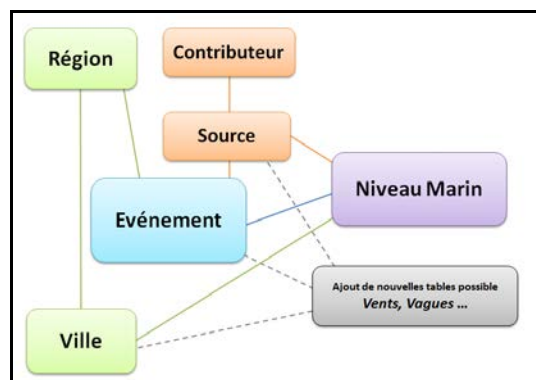 Région
Contributeur
Source
Evénement
Niveau Marin
Ajout de nouvelles tables possible
Vents, Vagues ...
Ville